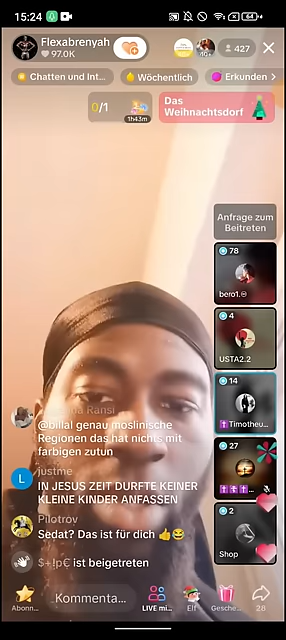 15:24
64
Flexabrenyah
97.0K
427
Chatten und Int...
Wöchentlich
Erkunden
0/1
1h43m
Das
Weihnachtsdorf
Anfrage zum
Beitreten
78
bero1.
4
USTA2.2
14
Timotheu...
27
...
2
Shop
Ransi
@billal genau moslinische
Regionen das hat nichts mit
farbigen zutun
L
justme
IN JESUS ZEIT DURFTE KEINER
KLEINE KINDER ANFASSEN
Pilotrov
Sedat? Das ist für dich 👍😂
$+!p€ ist beigetreten
Abonn...
Kommenta...
LIVE mi...
Elf
Gesche...
28